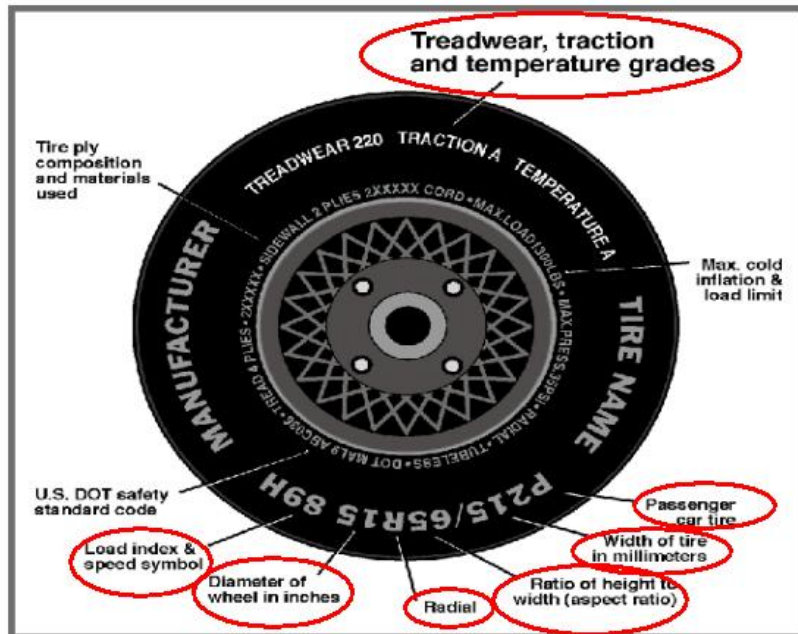 Treadwear, traction
and temperature grades
Tire ply
composition
and materials
used
TREADWEAR 220 TRACTION A TEMPERATURE A
SIDEWALL 2 PLIES 2XXXXX CORD • MAX. LOAD 1300LBS • MAX. PRESS. 35PSI • RADIAL • TUBELESS • DOT MAL9 ABC036 • TREAD 4 PLIES • 2XXXXX •
Max. cold
inflation &
load limit
MANUFACTURER
TIRE NAME
P215/65R15 89H
U.S. DOT safety
standard code
Passenger
car tire
Load index &
speed symbol
Width of tire
in millimeters
Diameter of
wheel in inches
Radial
Ratio of height to
width (aspect ratio)